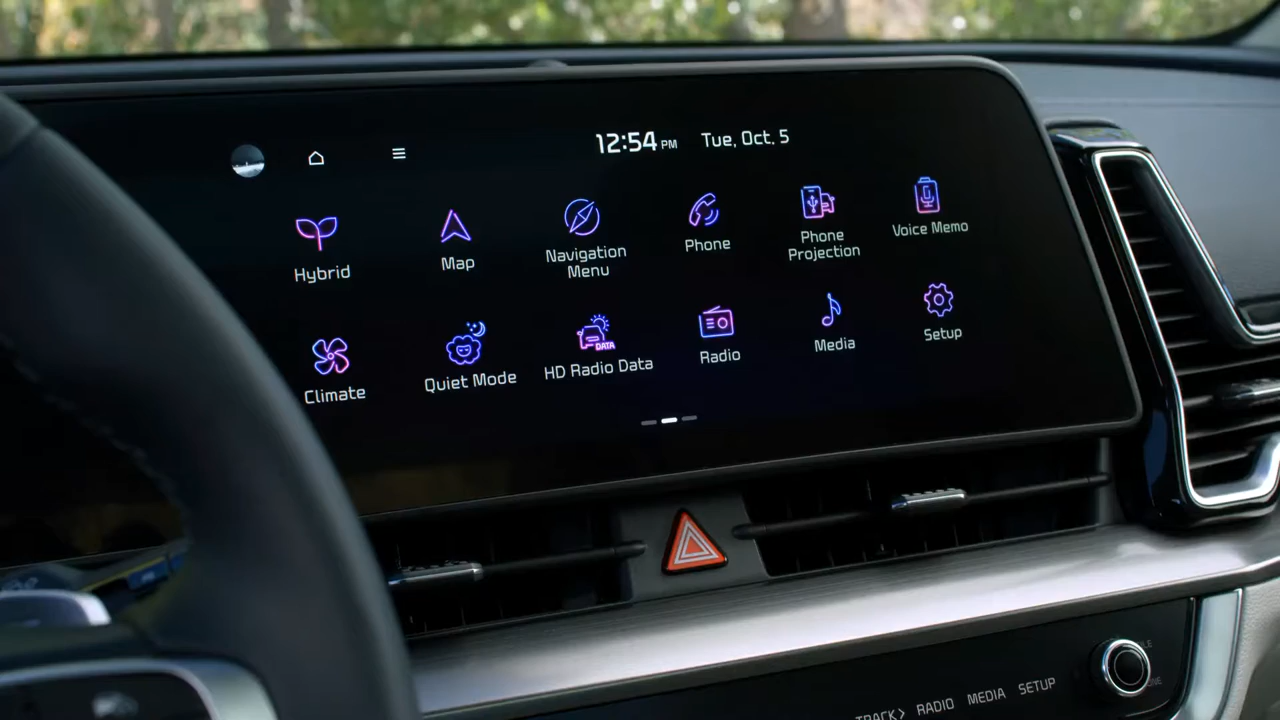 12:54 PM Tue, Oct, 5
Hybrid
Map
Navigation
Menu
Phone
Phone
Projection
Voice Memo
Climate
Quiet Mode
DATA
HD Radio Data
Radio
Media
Setup
TRACK> RADIO MEDIA SETUP